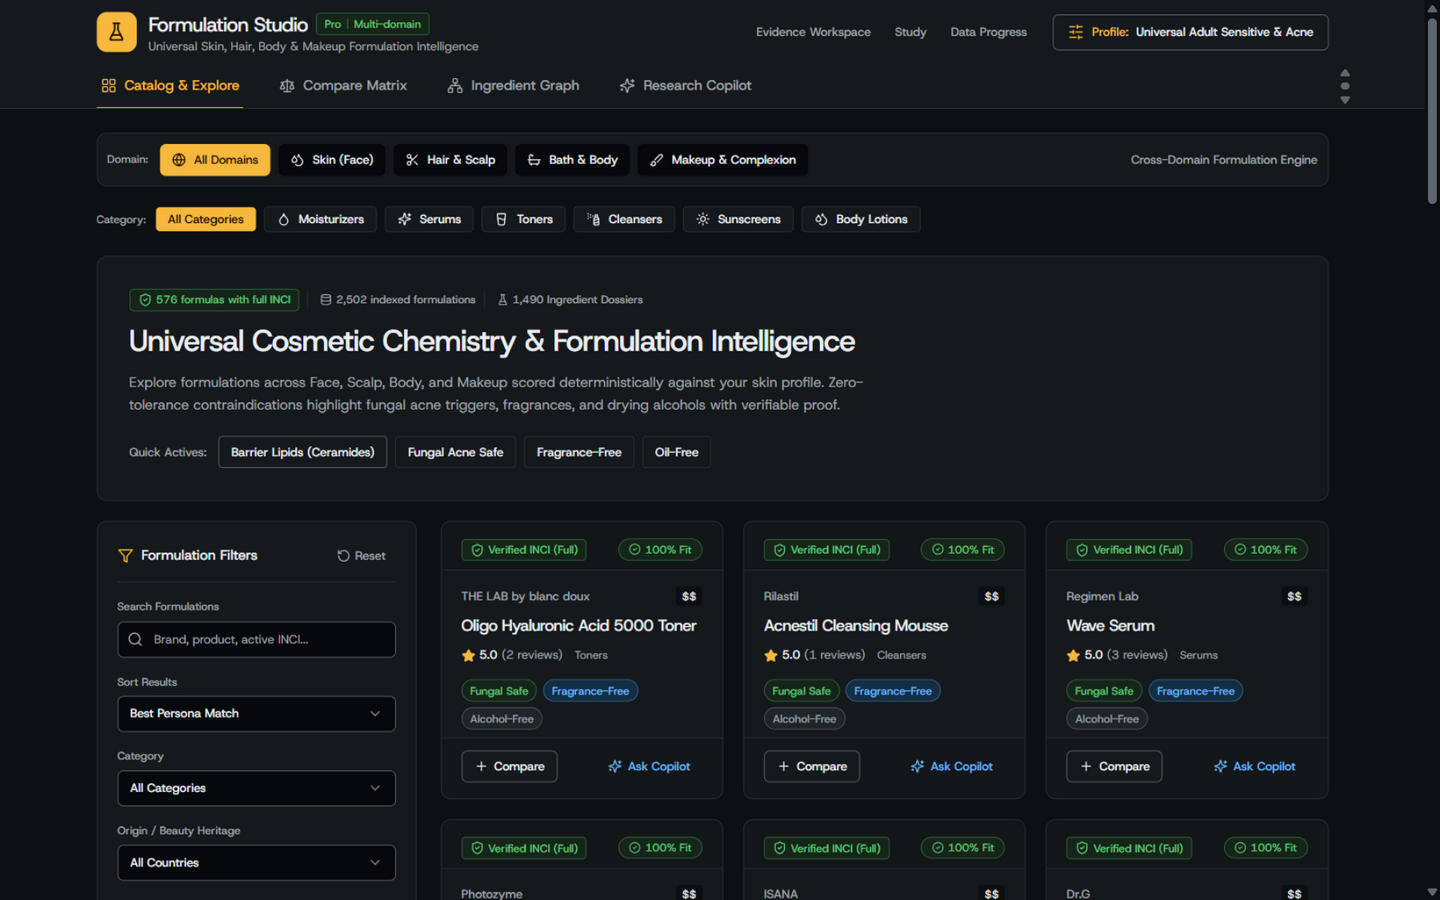 Formulation Studio
Pro | Multi-domain
Universal Skin, Hair, Body & Makeup Formulation Intelligence
Evidence Workspace
Study
Data Progress
Profile: Universal Adult Sensitive & Acne
Catalog & Explore
Compare Matrix
Ingredient Graph
Research Copilot
Domain:
All Domains
Skin (Face)
Hair & Scalp
Bath & Body
Makeup & Complexion
Cross-Domain Formulation Engine
Category:
All Categories
Moisturizers
Serums
Toners
Cleansers
Sunscreens
Body Lotions
576 formulas with full INCI
2,502 indexed formulations
1,490 Ingredient Dossiers
Universal Cosmetic Chemistry & Formulation Intelligence
Explore formulations across Face, Scalp, Body, and Makeup scored deterministically against your skin profile. Zero-
tolerance contraindications highlight fungal acne triggers, fragrances, and drying alcohols with verifiable proof.
Quick Actives:
Barrier Lipids (Ceramides)
Fungal Acne Safe
Fragrance-Free
Oil-Free
Formulation Filters
Reset
Search Formulations
Brand, product, active INCI...
Sort Results
Best Persona Match
Category
All Categories
Origin / Beauty Heritage
All Countries
Verified INCI (Full)
100% Fit
THE LAB by blanc doux
$$
Oligo Hyaluronic Acid 5000 Toner
5.0 (2 reviews) Toners
Fungal Safe
Fragrance-Free
Alcohol-Free
Compare
Ask Copilot
Verified INCI (Full)
100% Fit
Rilastil
$$
Acnestil Cleansing Mousse
5.0 (1 reviews) Cleansers
Fungal Safe
Fragrance-Free
Alcohol-Free
Compare
Ask Copilot
Verified INCI (Full)
100% Fit
Regimen Lab
$$
Wave Serum
5.0 (3 reviews) Serums
Fungal Safe
Fragrance-Free
Alcohol-Free
Compare
Ask Copilot
Verified INCI (Full)
100% Fit
Photozyme
$$
Verified INCI (Full)
100% Fit
ISANA
$$
Verified INCI (Full)
100% Fit
Dr.G
$$